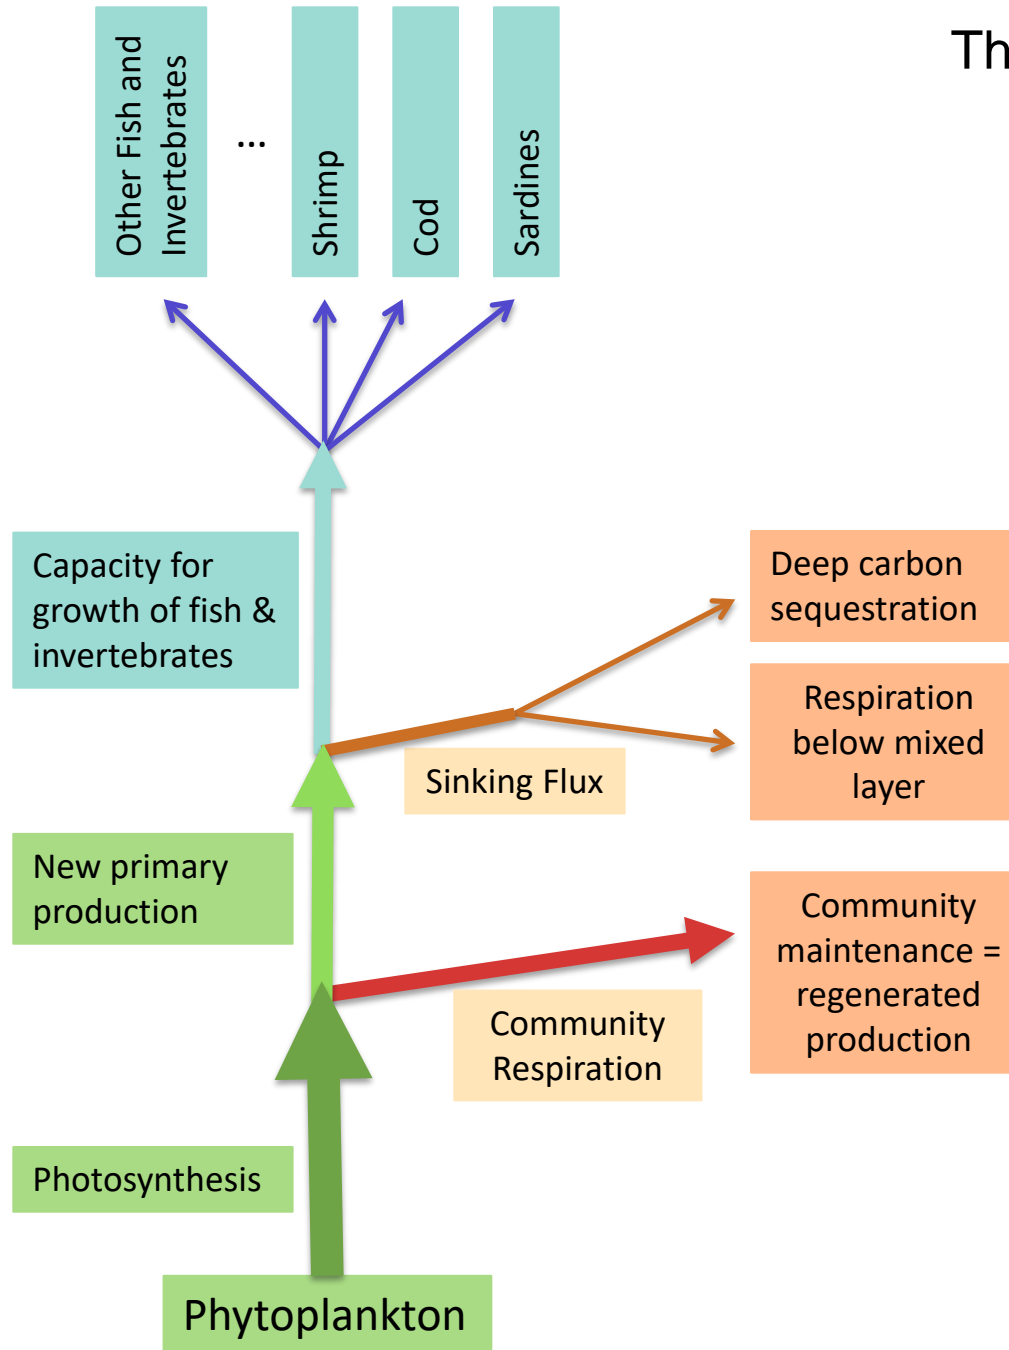 Th
Other Fish and
Invertebrates
...
Shrimp
Cod
Sardines
Capacity for
growth of fish &
invertebrates
Deep carbon
sequestration
Respiration
below mixed
layer
Sinking Flux
New primary
production
Community
maintenance =
regenerated
production
Community
Respiration
Photosynthesis
Phytoplankton